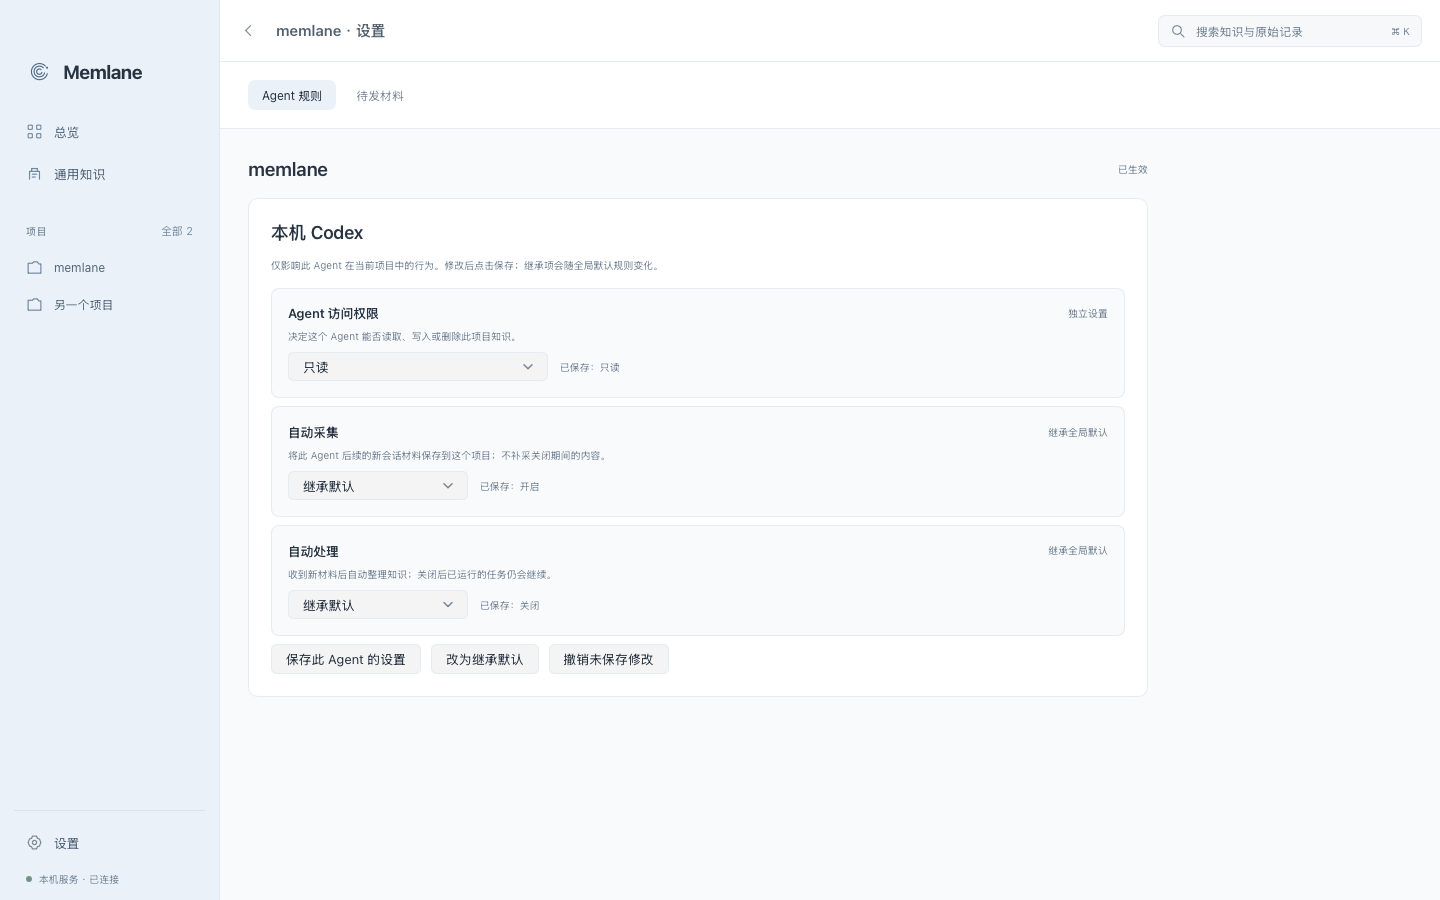 memlane · 设置
搜索知识与原始记录
⌘ K
Memlane
总览
通用知识
项目
全部 2
memlane
另一个项目
设置
本机服务 · 已连接
Agent 规则
待发材料
memlane
已生效
本机 Codex
仅影响此 Agent 在当前项目中的行为。修改后点击保存；继承项会随全局默认规则变化。
Agent 访问权限
独立设置
决定这个 Agent 能否读取、写入或删除此项目知识。
只读
已保存：只读
自动采集
继承全局默认
将此 Agent 后续的新会话材料保存到这个项目；不补采关闭期间的内容。
继承默认
已保存：开启
自动处理
继承全局默认
收到新材料后自动整理知识；关闭后已运行的任务仍会继续。
继承默认
已保存：关闭
保存此 Agent 的设置
改为继承默认
撤销未保存修改